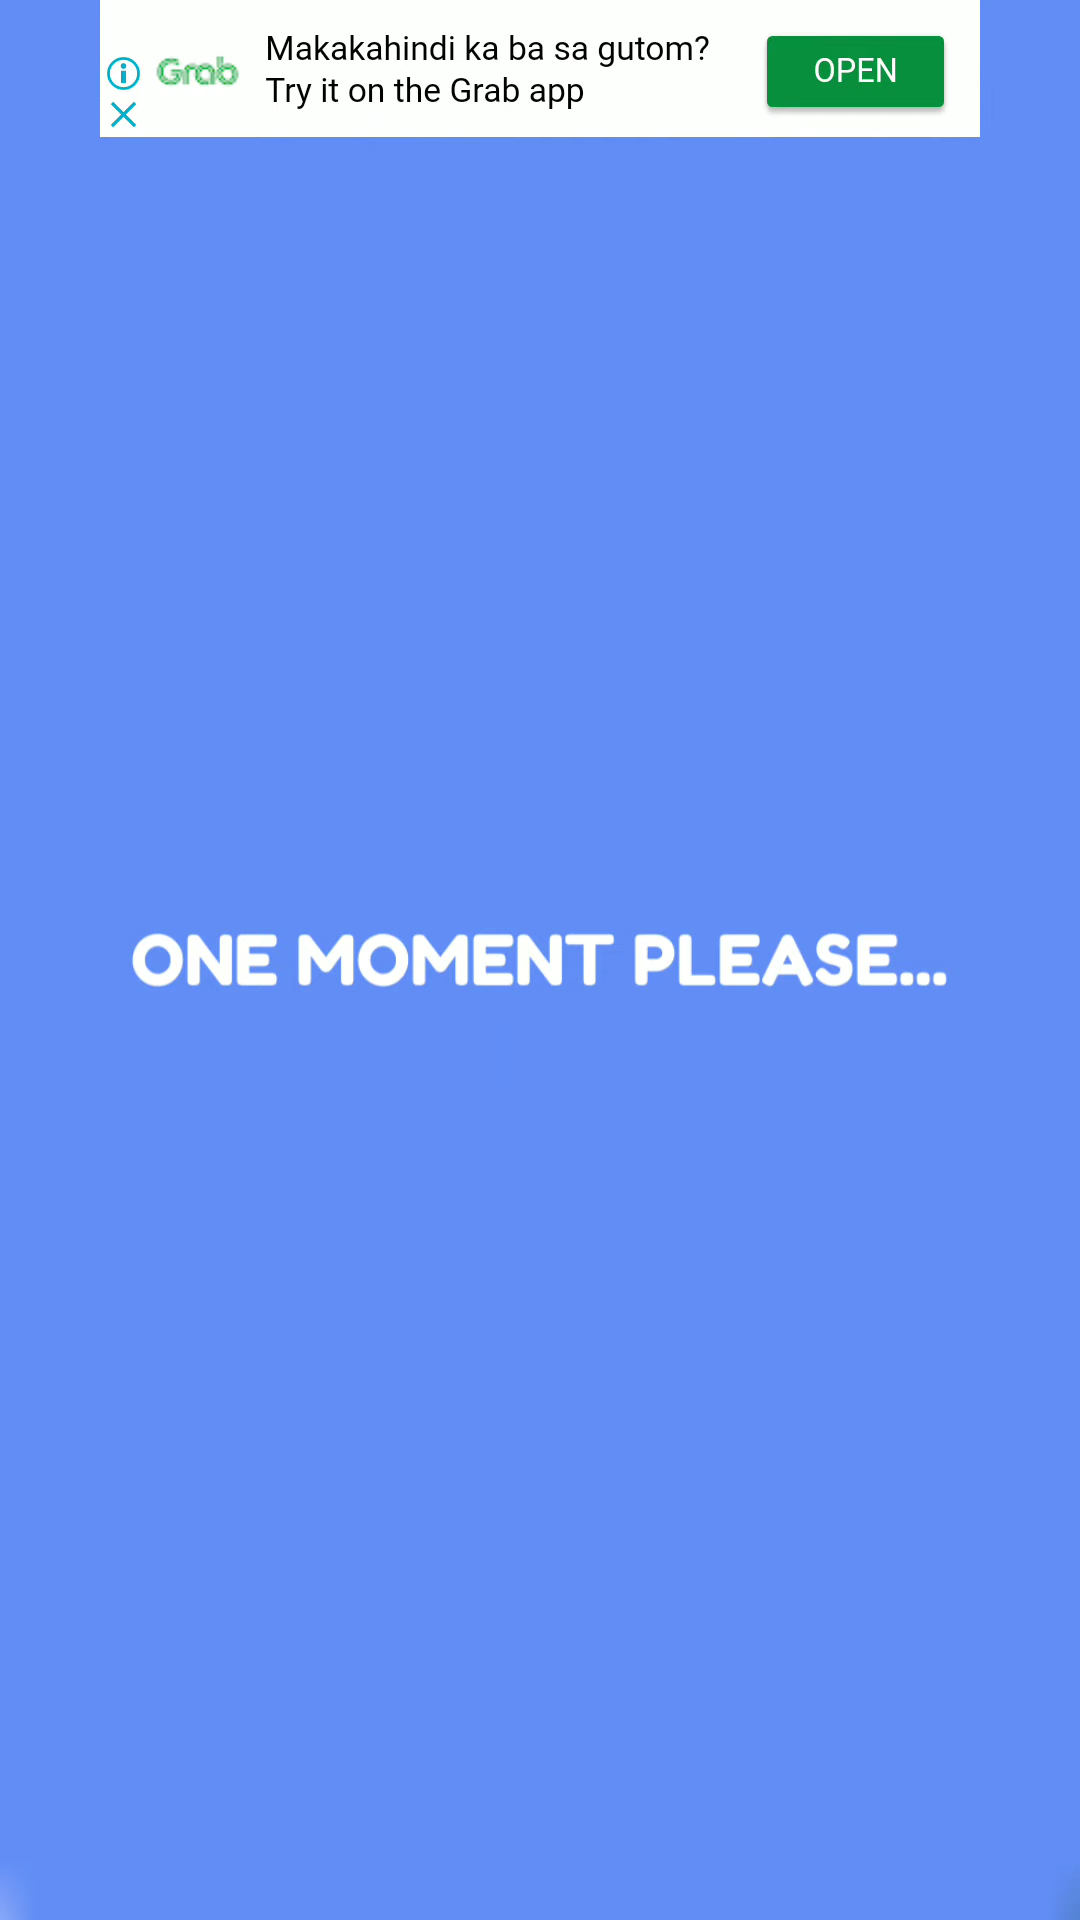 Grab
Makakahindi ka ba sa gutom?
Try it on the Grab app
OPEN
ONE MOMENT PLEASE...